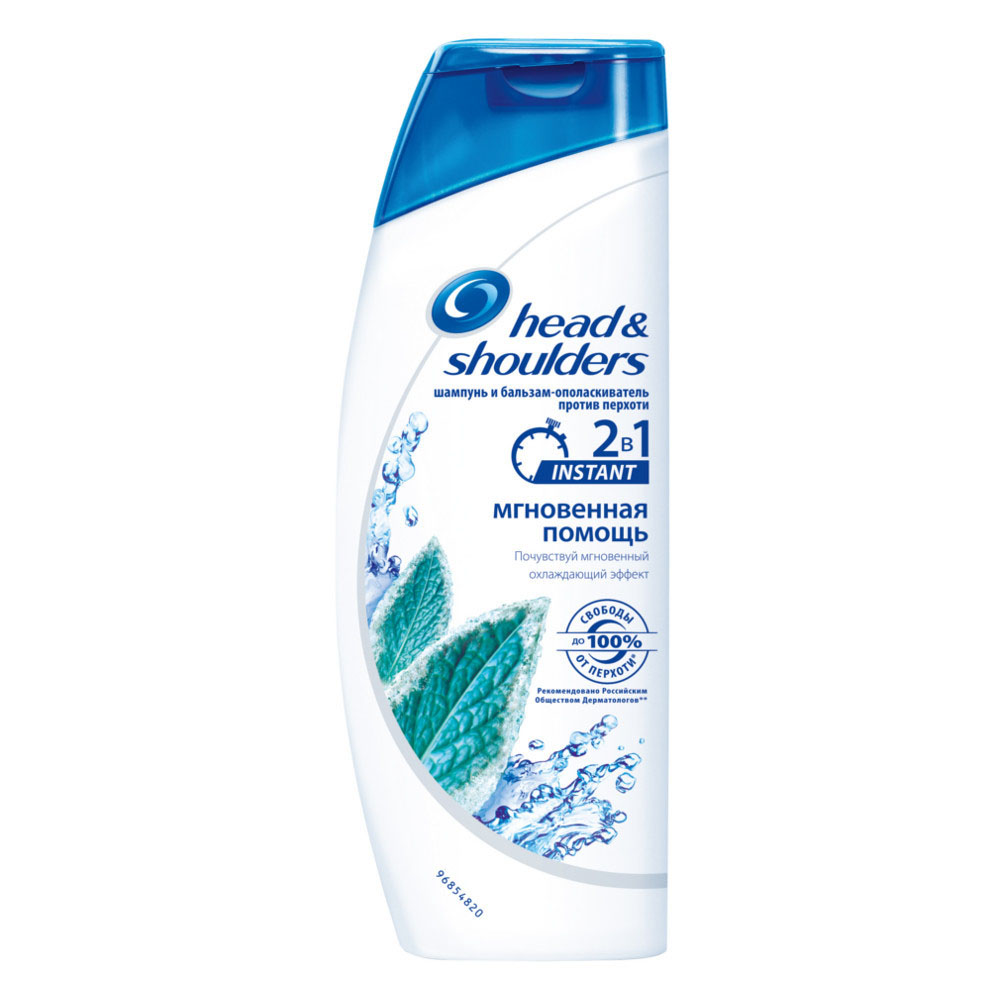 head &
shoulders
шампунь и бальзам-ополаскиватель
против перхоти
2в1
INSTANT
мгновенная
помощь
Почувствуй мгновенный
охлаждающий эффект
СВОБОДЫ
до 100%
ОТ ПЕРХОТИ*
Рекомендовано Российским
Обществом Дерматологов**
96854820